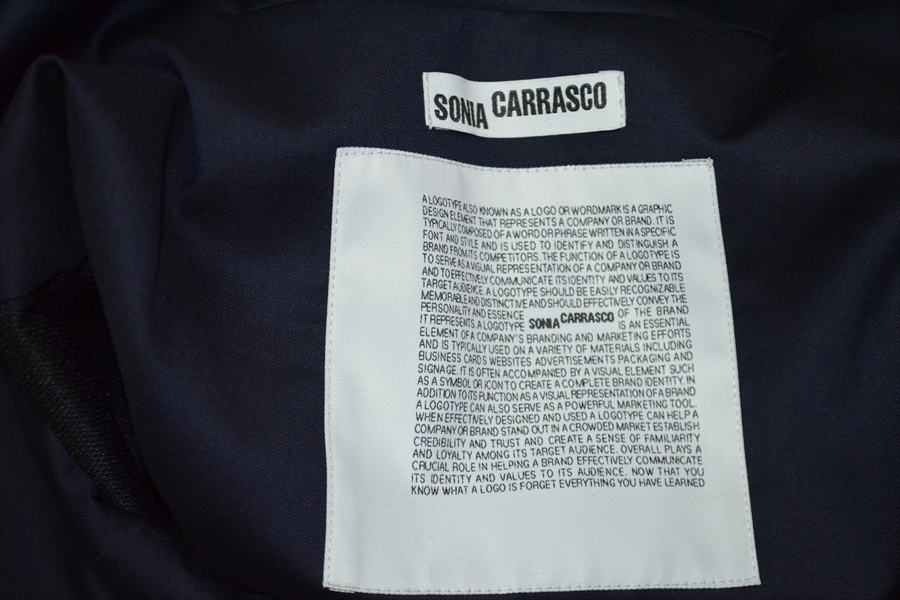 SONIA CARRASCO
A LOGOTYPE ALSO KNOWN AS A LOGO OR WORDMARK IS A GRAPHIC
DESIGN ELEMENT THAT REPRESENTS A COMPANY OR BRAND. IT IS
TYPICALLY COMPOSED OF A WORD OR PHRASE WRITTEN IN A SPECIFIC
FONT AND STYLE AND IS USED TO IDENTIFY AND DISTINGUISH A
BRAND FROM ITS COMPETITORS. THE FUNCTION OF A LOGOTYPE IS
TO SERVE AS A VISUAL REPRESENTATION OF A COMPANY OR BRAND
AND TO EFFECTIVELY COMMUNICATE ITS IDENTITY AND VALUES TO ITS
TARGET AUDIENCE. A LOGOTYPE SHOULD BE EASILY RECOGNIZABLE
MEMORABLE AND DISTINCTIVE AND SHOULD EFFECTIVELY CONVEY THE
PERSONALITY AND ESSENCE OF THE BRAND
IT REPRESENTS. A LOGOTYPE SONIA CARRASCO IS AN ESSENTIAL
ELEMENT OF A COMPANY'S BRANDING AND MARKETING EFFORTS
AND IS TYPICALLY USED ON A VARIETY OF MATERIALS INCLUDING
BUSINESS CARDS WEBSITES ADVERTISEMENTS PACKAGING AND
SIGNAGE. IT IS OFTEN ACCOMPANIED BY A VISUAL ELEMENT SUCH
AS A SYMBOL OR ICON TO CREATE A COMPLETE BRAND IDENTITY. IN
ADDITION TO ITS FUNCTION AS A VISUAL REPRESENTATION OF A BRAND
A LOGOTYPE CAN ALSO SERVE AS A POWERFUL MARKETING TOOL.
WHEN EFFECTIVELY DESIGNED AND USED A LOGOTYPE CAN HELP A
COMPANY OR BRAND STAND OUT IN A CROWDED MARKET ESTABLISH
CREDIBILITY AND TRUST AND CREATE A SENSE OF FAMILIARITY
AND LOYALTY AMONG ITS TARGET AUDIENCE. OVERALL PLAYS A
CRUCIAL ROLE IN HELPING A BRAND EFFECTIVELY COMMUNICATE
ITS IDENTITY AND VALUES TO ITS AUDIENCE. NOW THAT YOU
KNOW WHAT A LOGO IS FORGET EVERYTHING YOU HAVE LEARNED